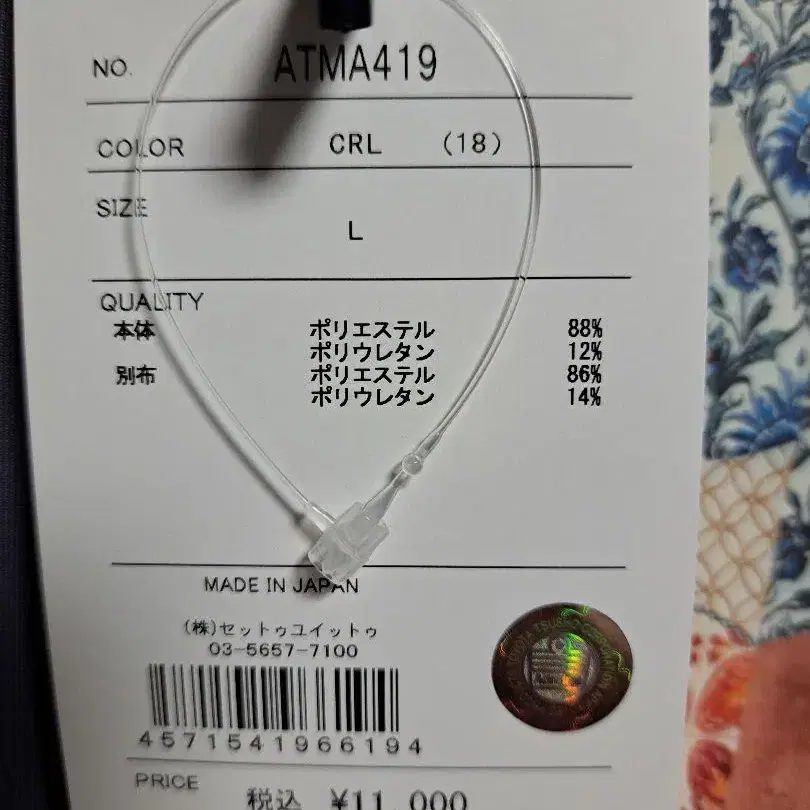 NO. ATMA419
COLOR CRL (18)
SIZE L
QUALITY
本体 ポリエステル 88%
ポリウレタン 12%
別布 ポリエステル 86%
ポリウレタン 14%
MADE IN JAPAN
(株)セットゥユイットゥ
03-5657-7100
4571541966194
PRICE 税込 ¥11,000